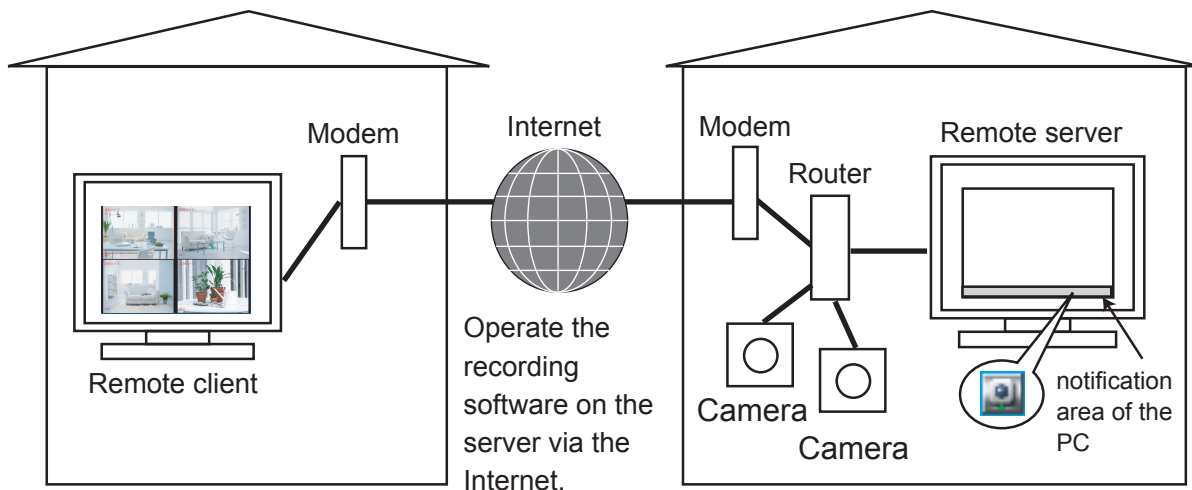 Modem
Internet
Modem
Remote server
Router
Remote client
Operate the
recording
software on the
server via the
Internet.
Camera
Camera
notification
area of the
PC